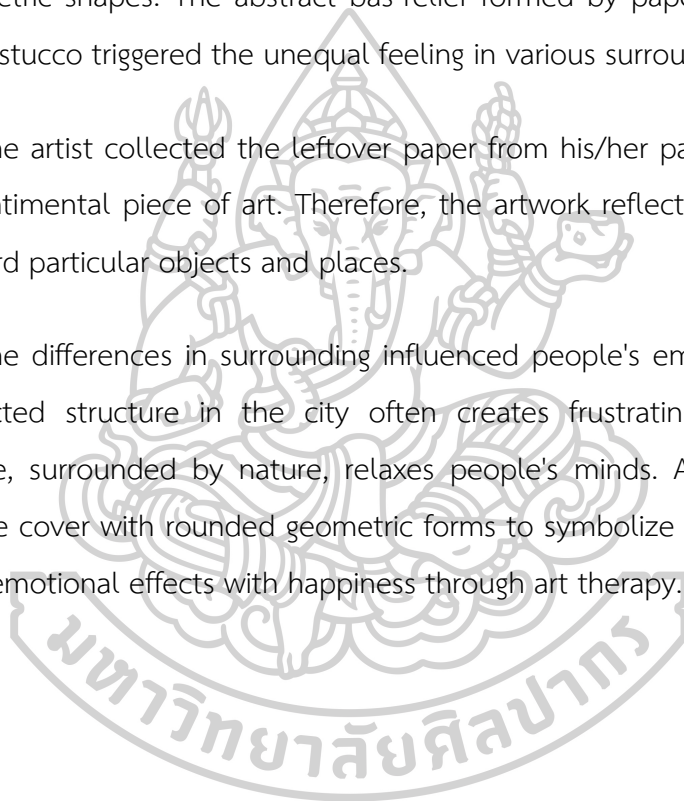 etric shapes. The abstract bas-relief formed by pape
stucco triggered the unequal feeling in various surrou
ne artist collected the leftover paper from his/her pa
ntimental piece of art. Therefore, the artwork reflect
rd particular objects and places.
ne differences in surrounding influenced people's em
cted structure in the city often creates frustratin
e, surrounded by nature, relaxes people's minds. A
e cover with rounded geometric forms to symbolize
emotional effects with happiness through art therapy.
มหาวิทยาลัยศิลปากร